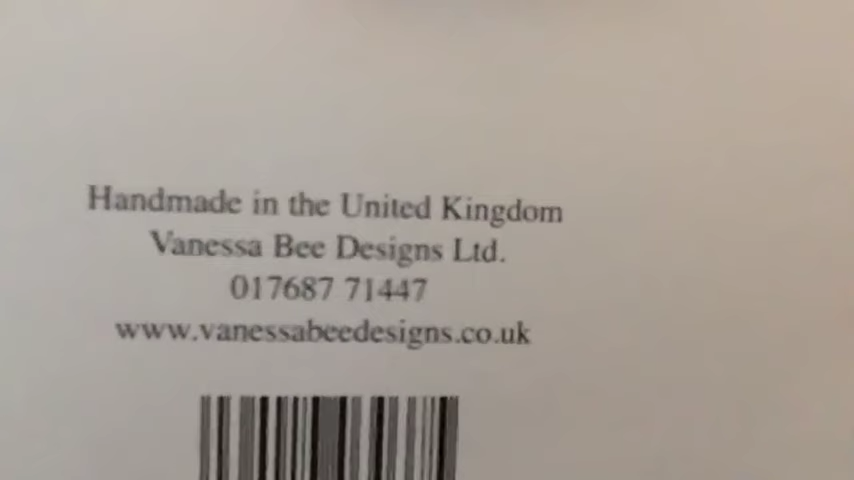 Handmade in the United Kingdom
Vanessa Bee Designs Ltd.
017687 71447
www.vanessabeedesigns.co.uk